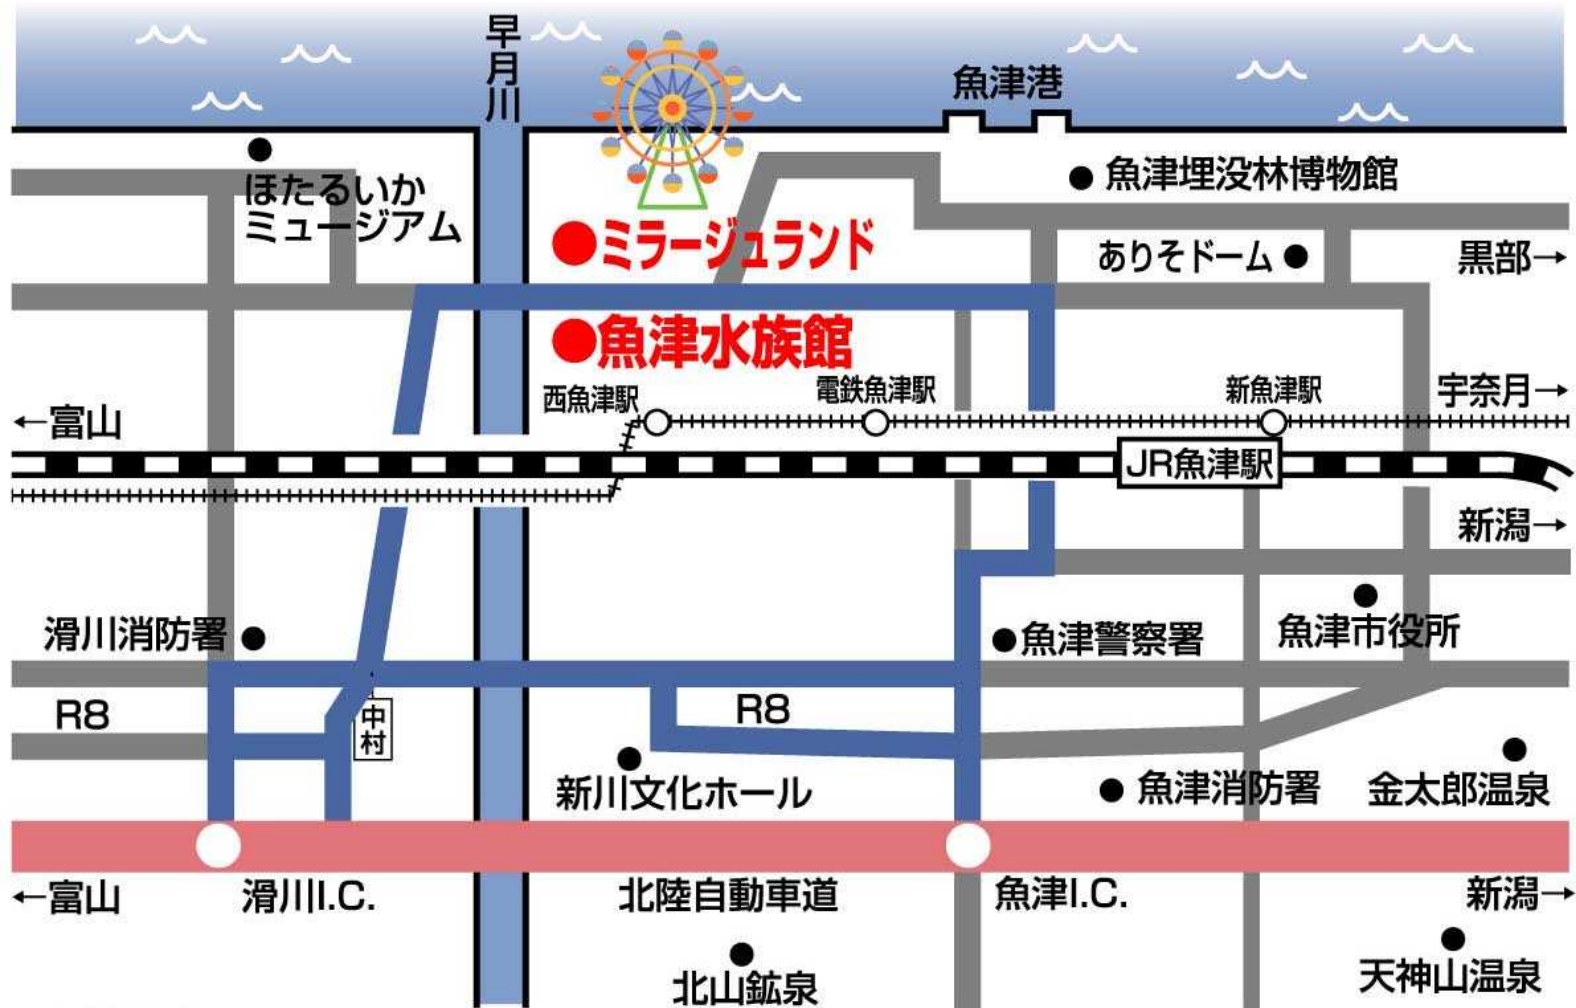 早月川
魚津港
ほたるいか
ミュージアム
魚津埋没林博物館
●ミラージュランド
ありそドーム
黒部→
●魚津水族館
西魚津駅
電鉄魚津駅
新魚津駅
宇奈月→
←富山
JR魚津駅
新潟→
滑川消防署
魚津警察署
魚津市役所
R8
中村
R8
新川文化ホール
魚津消防署
金太郎温泉
←富山
滑川I.C.
北陸自動車道
魚津I.C.
新潟→
北山鉱泉
天神山温泉